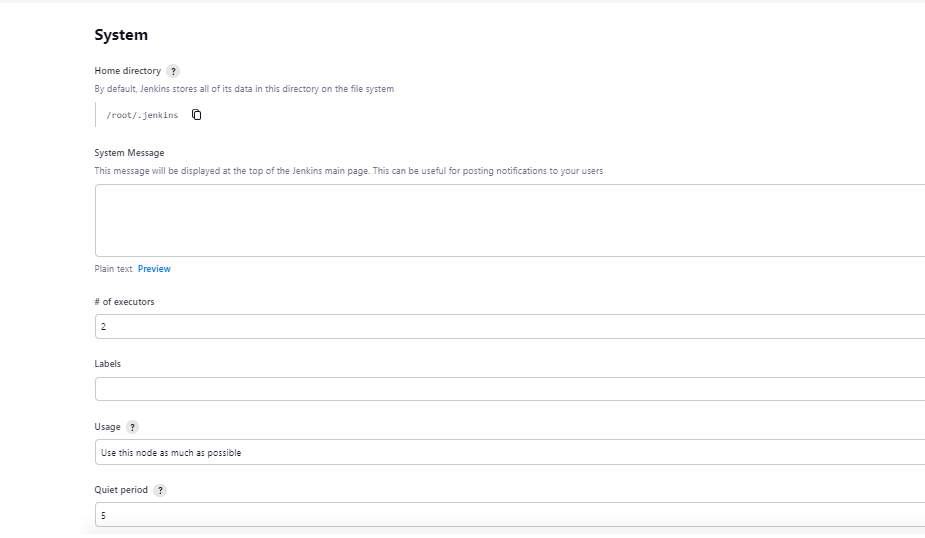 System
Home directory ?
By default, Jenkins stores all of its data in this directory on the file system
/root/.jenkins
System Message
This message will be displayed at the top of the Jenkins main page. This can be useful for posting notifications to your users
Plain text Preview
# of executors
2
Labels
Usage ?
Use this node as much as possible
Quiet period ?
5